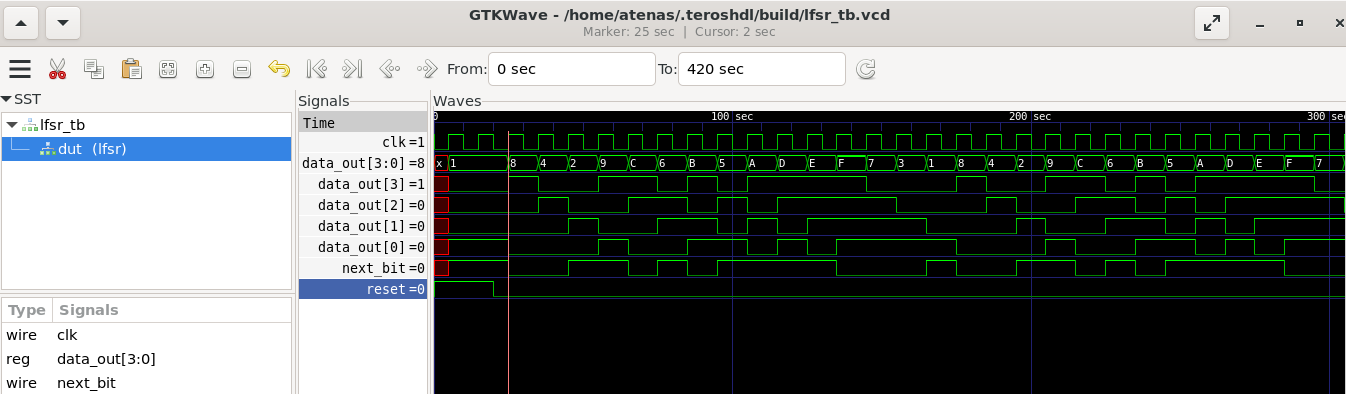 GTKWave - /home/atenas/.teroshdl/build/lfsr_tb.vcd
Marker: 25 sec | Cursor: 2 sec
From: 0 sec To: 420 sec
SST
lfsr_tb
dut (lfsr)
Type Signals
wire clk
reg data_out[3:0]
wire next_bit
Signals
Time
clk=1
data_out[3:0]=8
data_out[3]=1
data_out[2]=0
data_out[1]=0
data_out[0]=0
next_bit=0
reset=0
Waves
0 100 sec 200 sec 300 sec
x 1 8 4 2 9 C 6 B 5 A D E F 7 3 1 8 4 2 9 C 6 B 5 A D E F 7